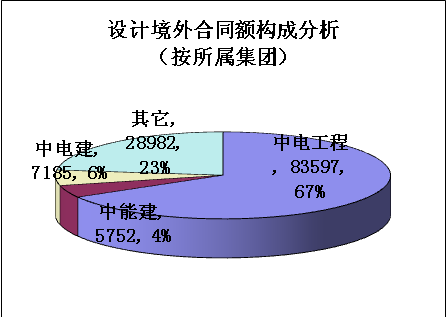 设计境外合同额构成分析
（按所属集团）
其它,
28982,
23%
中电建,
7185, 6%
中电工程
, 83597,
67%
中能建,
5752, 4%